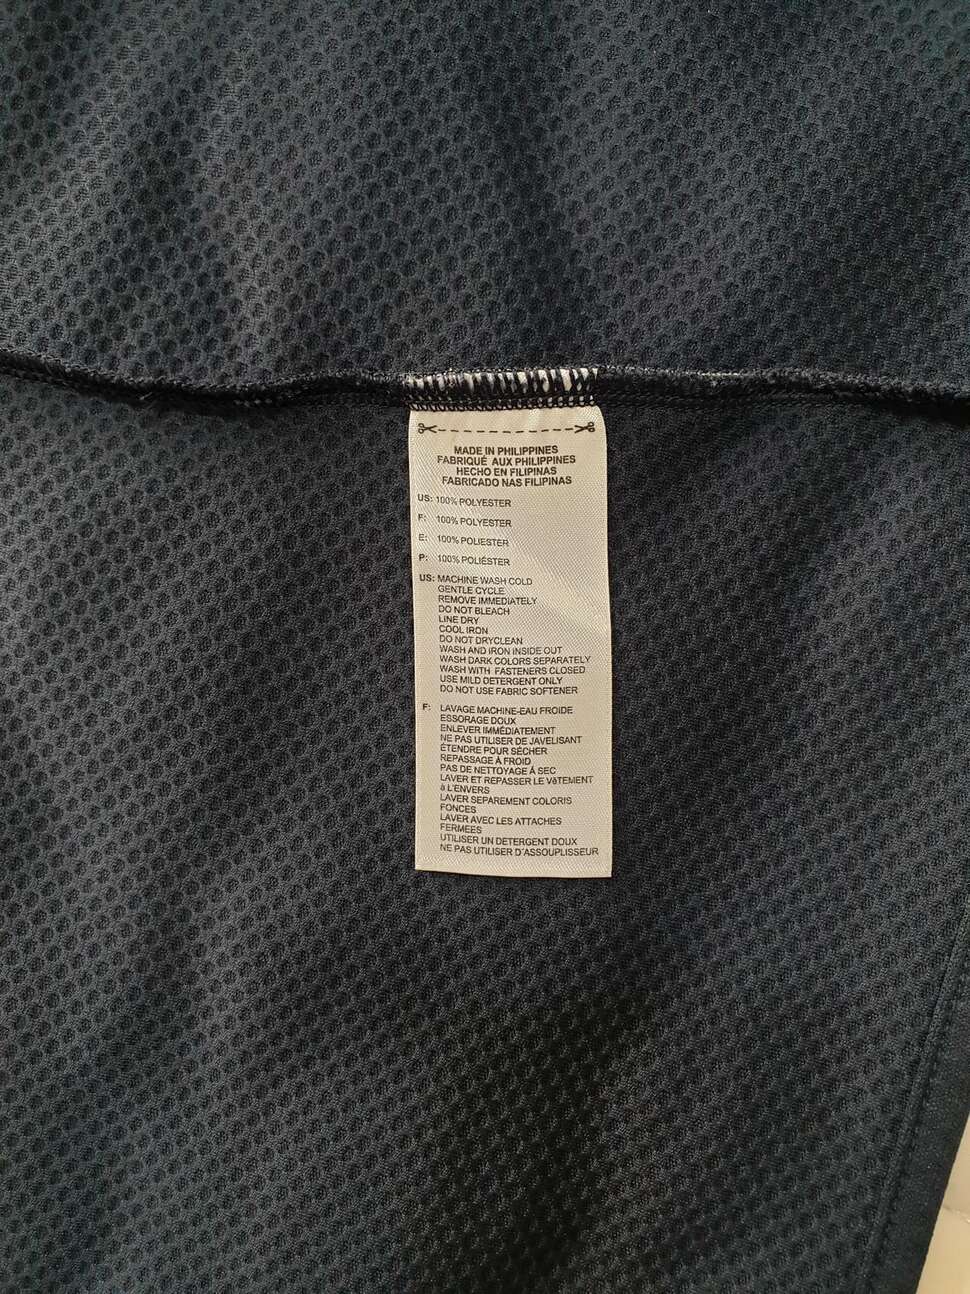 MADE IN PHILIPPINES
FABRIQUÉ AUX PHILIPPINES
HECHO EN FILIPINAS
FABRICADO NAS FILIPINAS
US: 100% POLYESTER
F: 100% POLYESTER
E: 100% POLIESTER
P: 100% POLIÉSTER
US: MACHINE WASH COLD
GENTLE CYCLE
REMOVE IMMEDIATELY
DO NOT BLEACH
LINE DRY
COOL IRON
DO NOT DRYCLEAN
WASH AND IRON INSIDE OUT
WASH DARK COLORS SEPARATELY
WASH WITH FASTENERS CLOSED
USE MILD DETERGENT ONLY
DO NOT USE FABRIC SOFTENER
F: LAVAGE MACHINE-EAU FROIDE
ESSORAGE DOUX
ENLEVER IMMÉDIATEMENT
NE PAS UTILISER DE JAVELISANT
ÉTENDRE POUR SÉCHER
REPASSAGE À FROID
PAS DE NETTOYAGE À SEC
LAVER ET REPASSER LE VêTEMENT
à L'ENVERS
LAVER SEPAREMENT COLORIS
FONCES
LAVER AVEC LES ATTACHES
FERMEES
UTILISER UN DETERGENT DOUX
NE PAS UTILISER D'ASSOUPLISSEUR